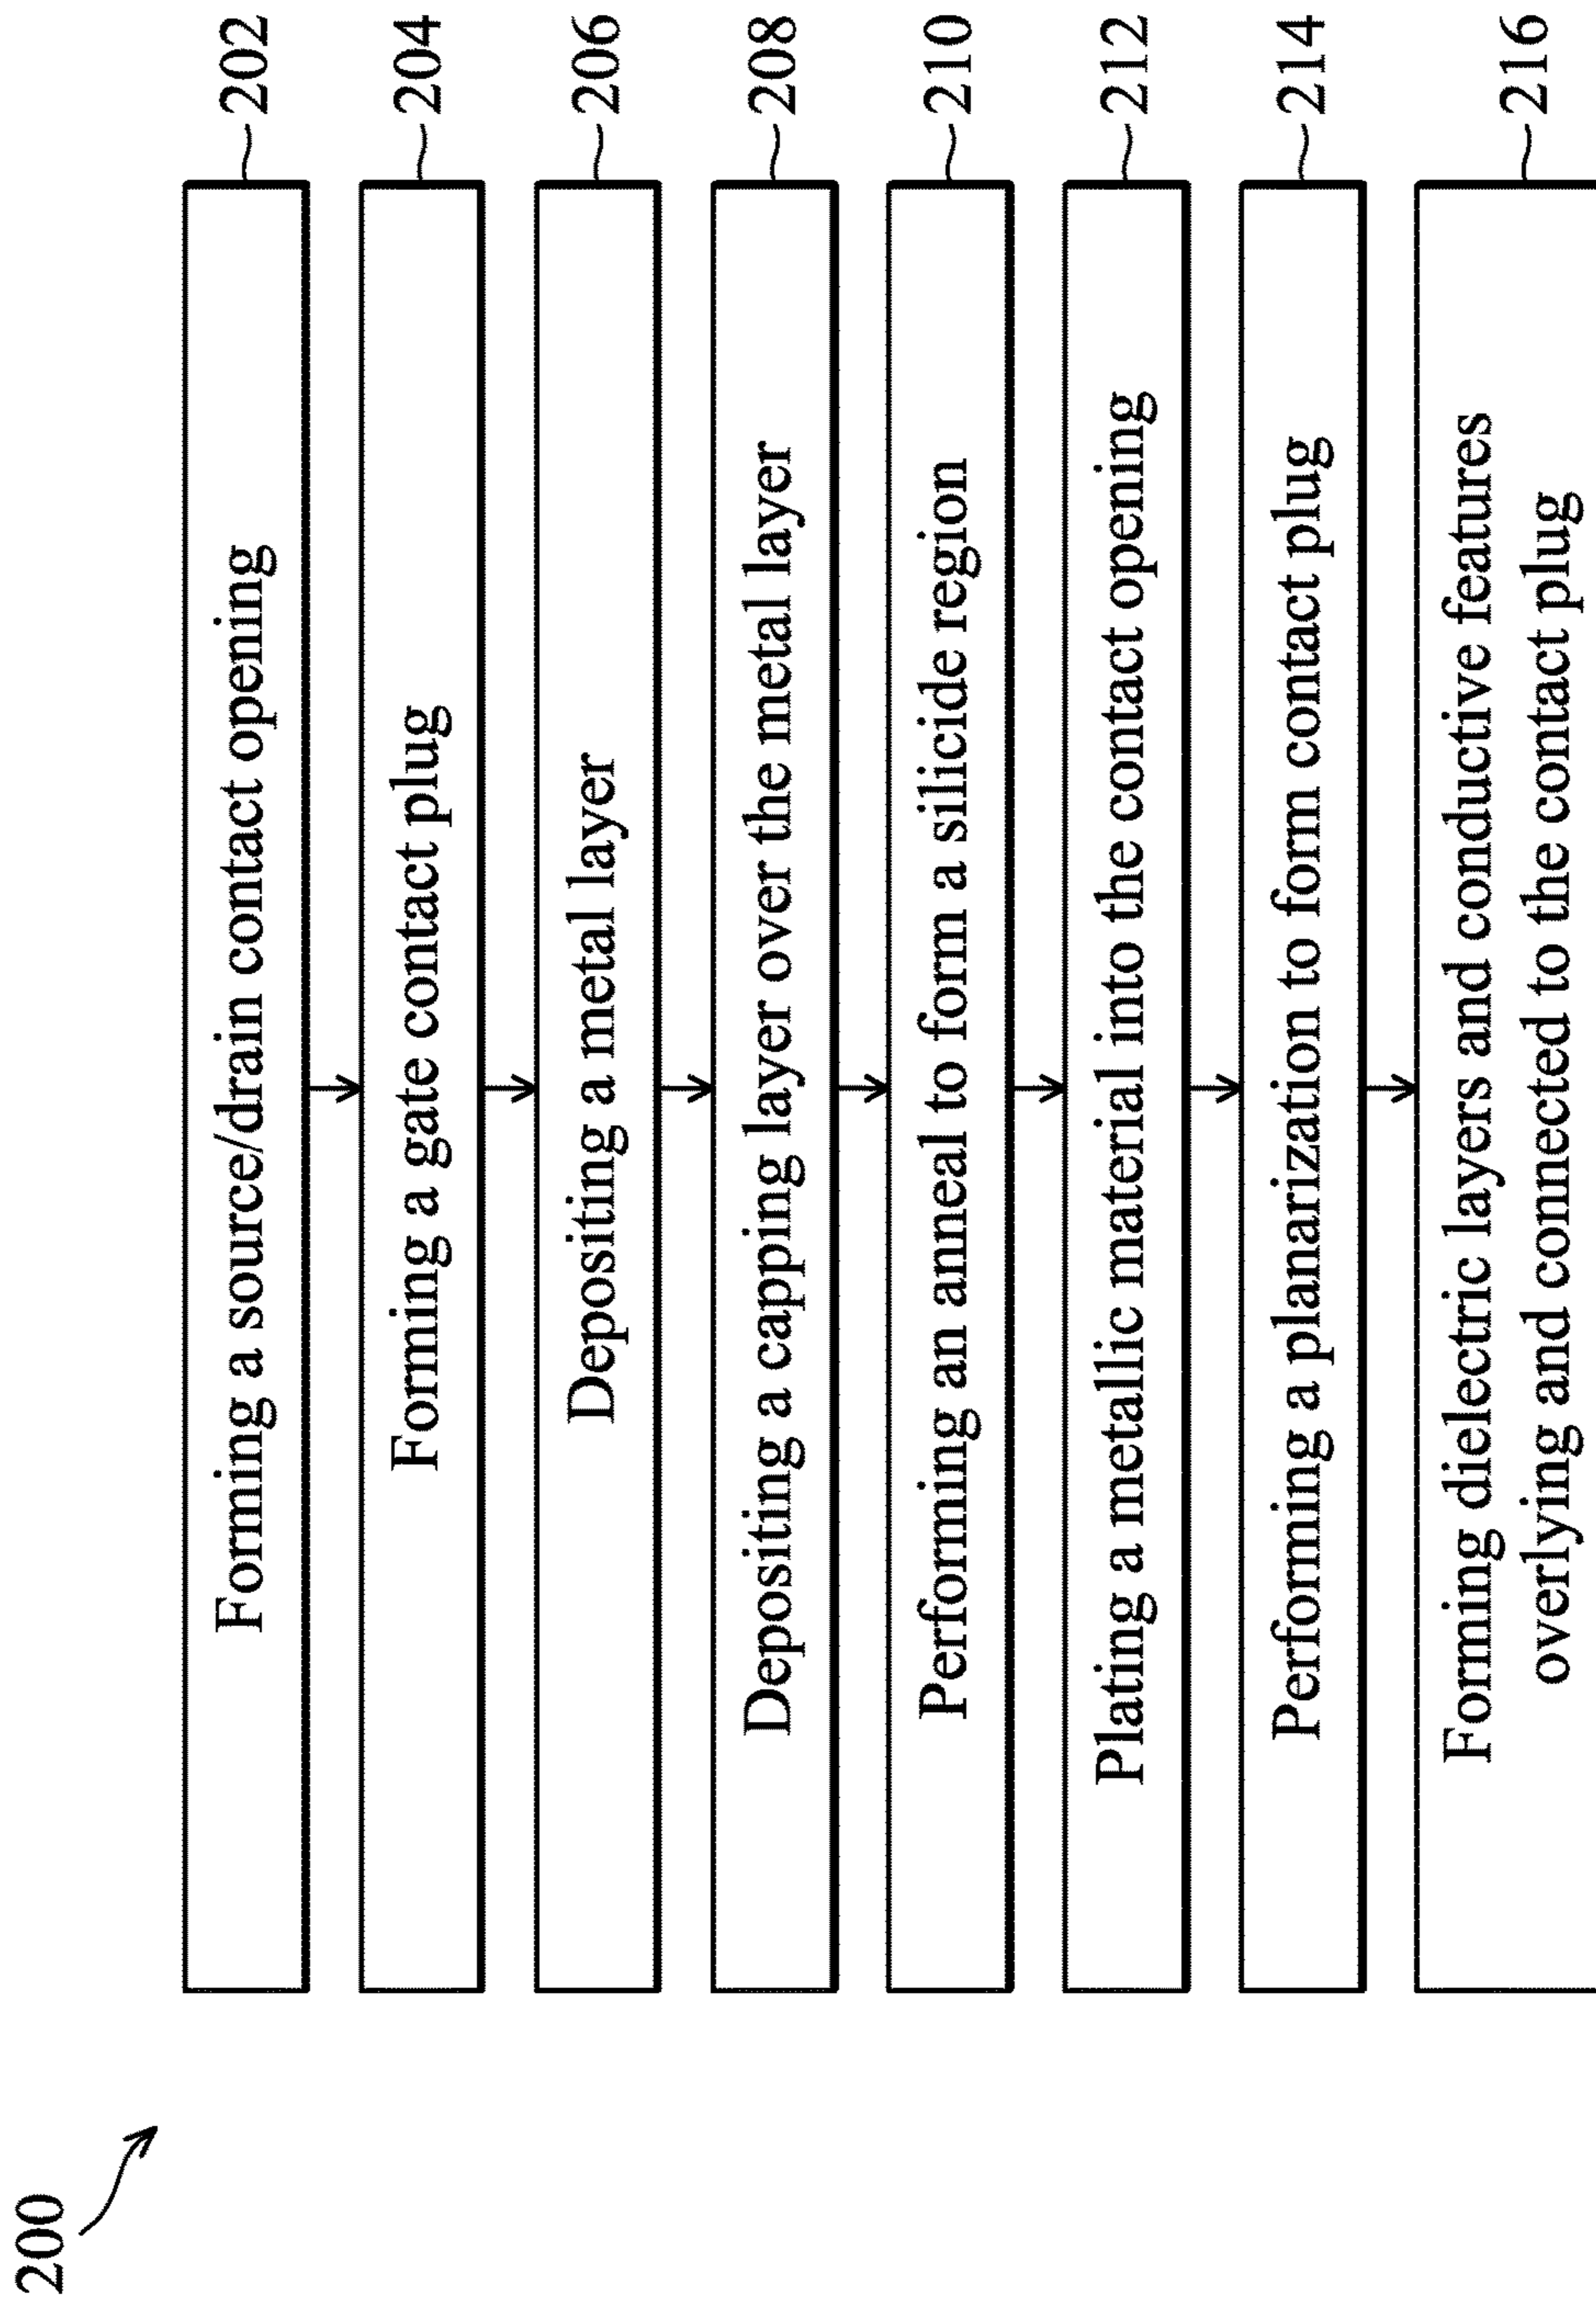 200
Forming a source/drain contact opening 202
Forming a gate contact plug 204
Depositing a metal layer 206
Depositing a capping layer over the metal layer 208
Performing an anneal to form a silicide region 210
Plating a metallic material into the contact opening 212
Performing a planarization to form contact plug 214
Forming dielectric layers and conductive features
overlying and connected to the contact plug 216